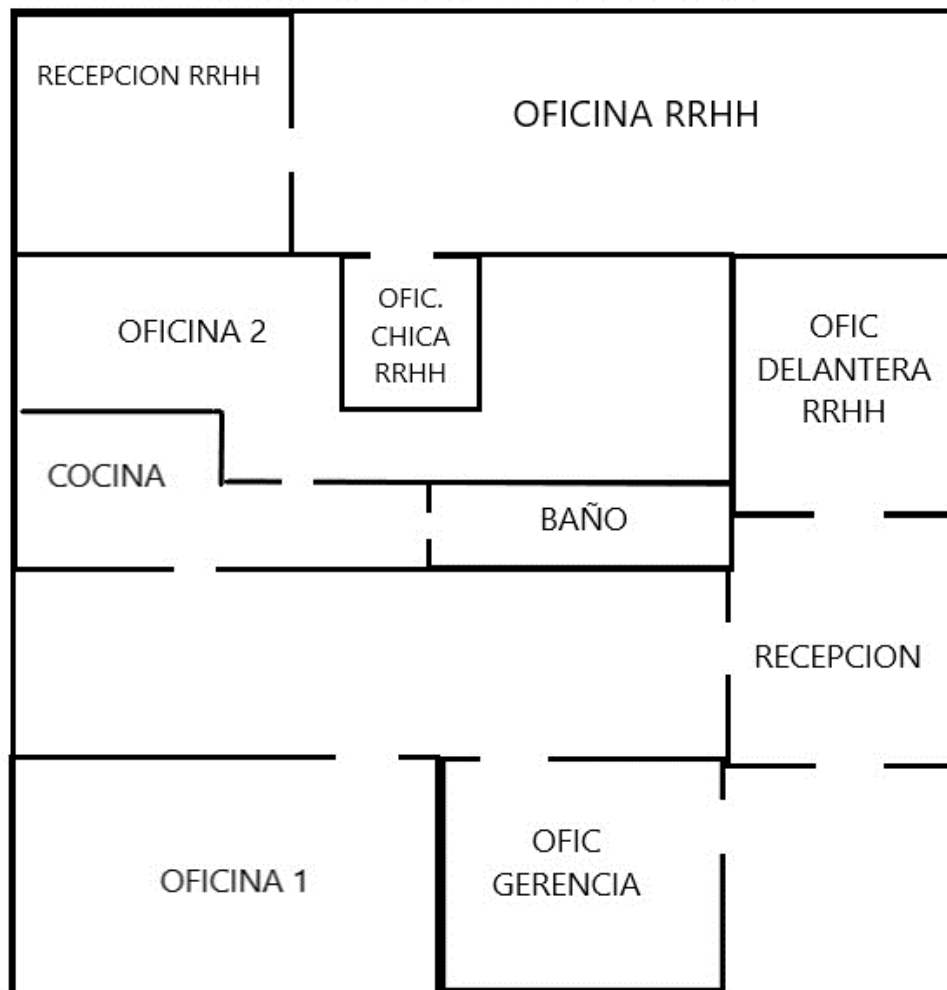 RECEPCION RRHH
OFICINA RRHH
OFICINA 2
OFIC.
CHICA
RRHH
OFIC
DELANTERA
RRHH
COCINA
BAÑO
RECEPCION
OFICINA 1
OFIC
GERENCIA